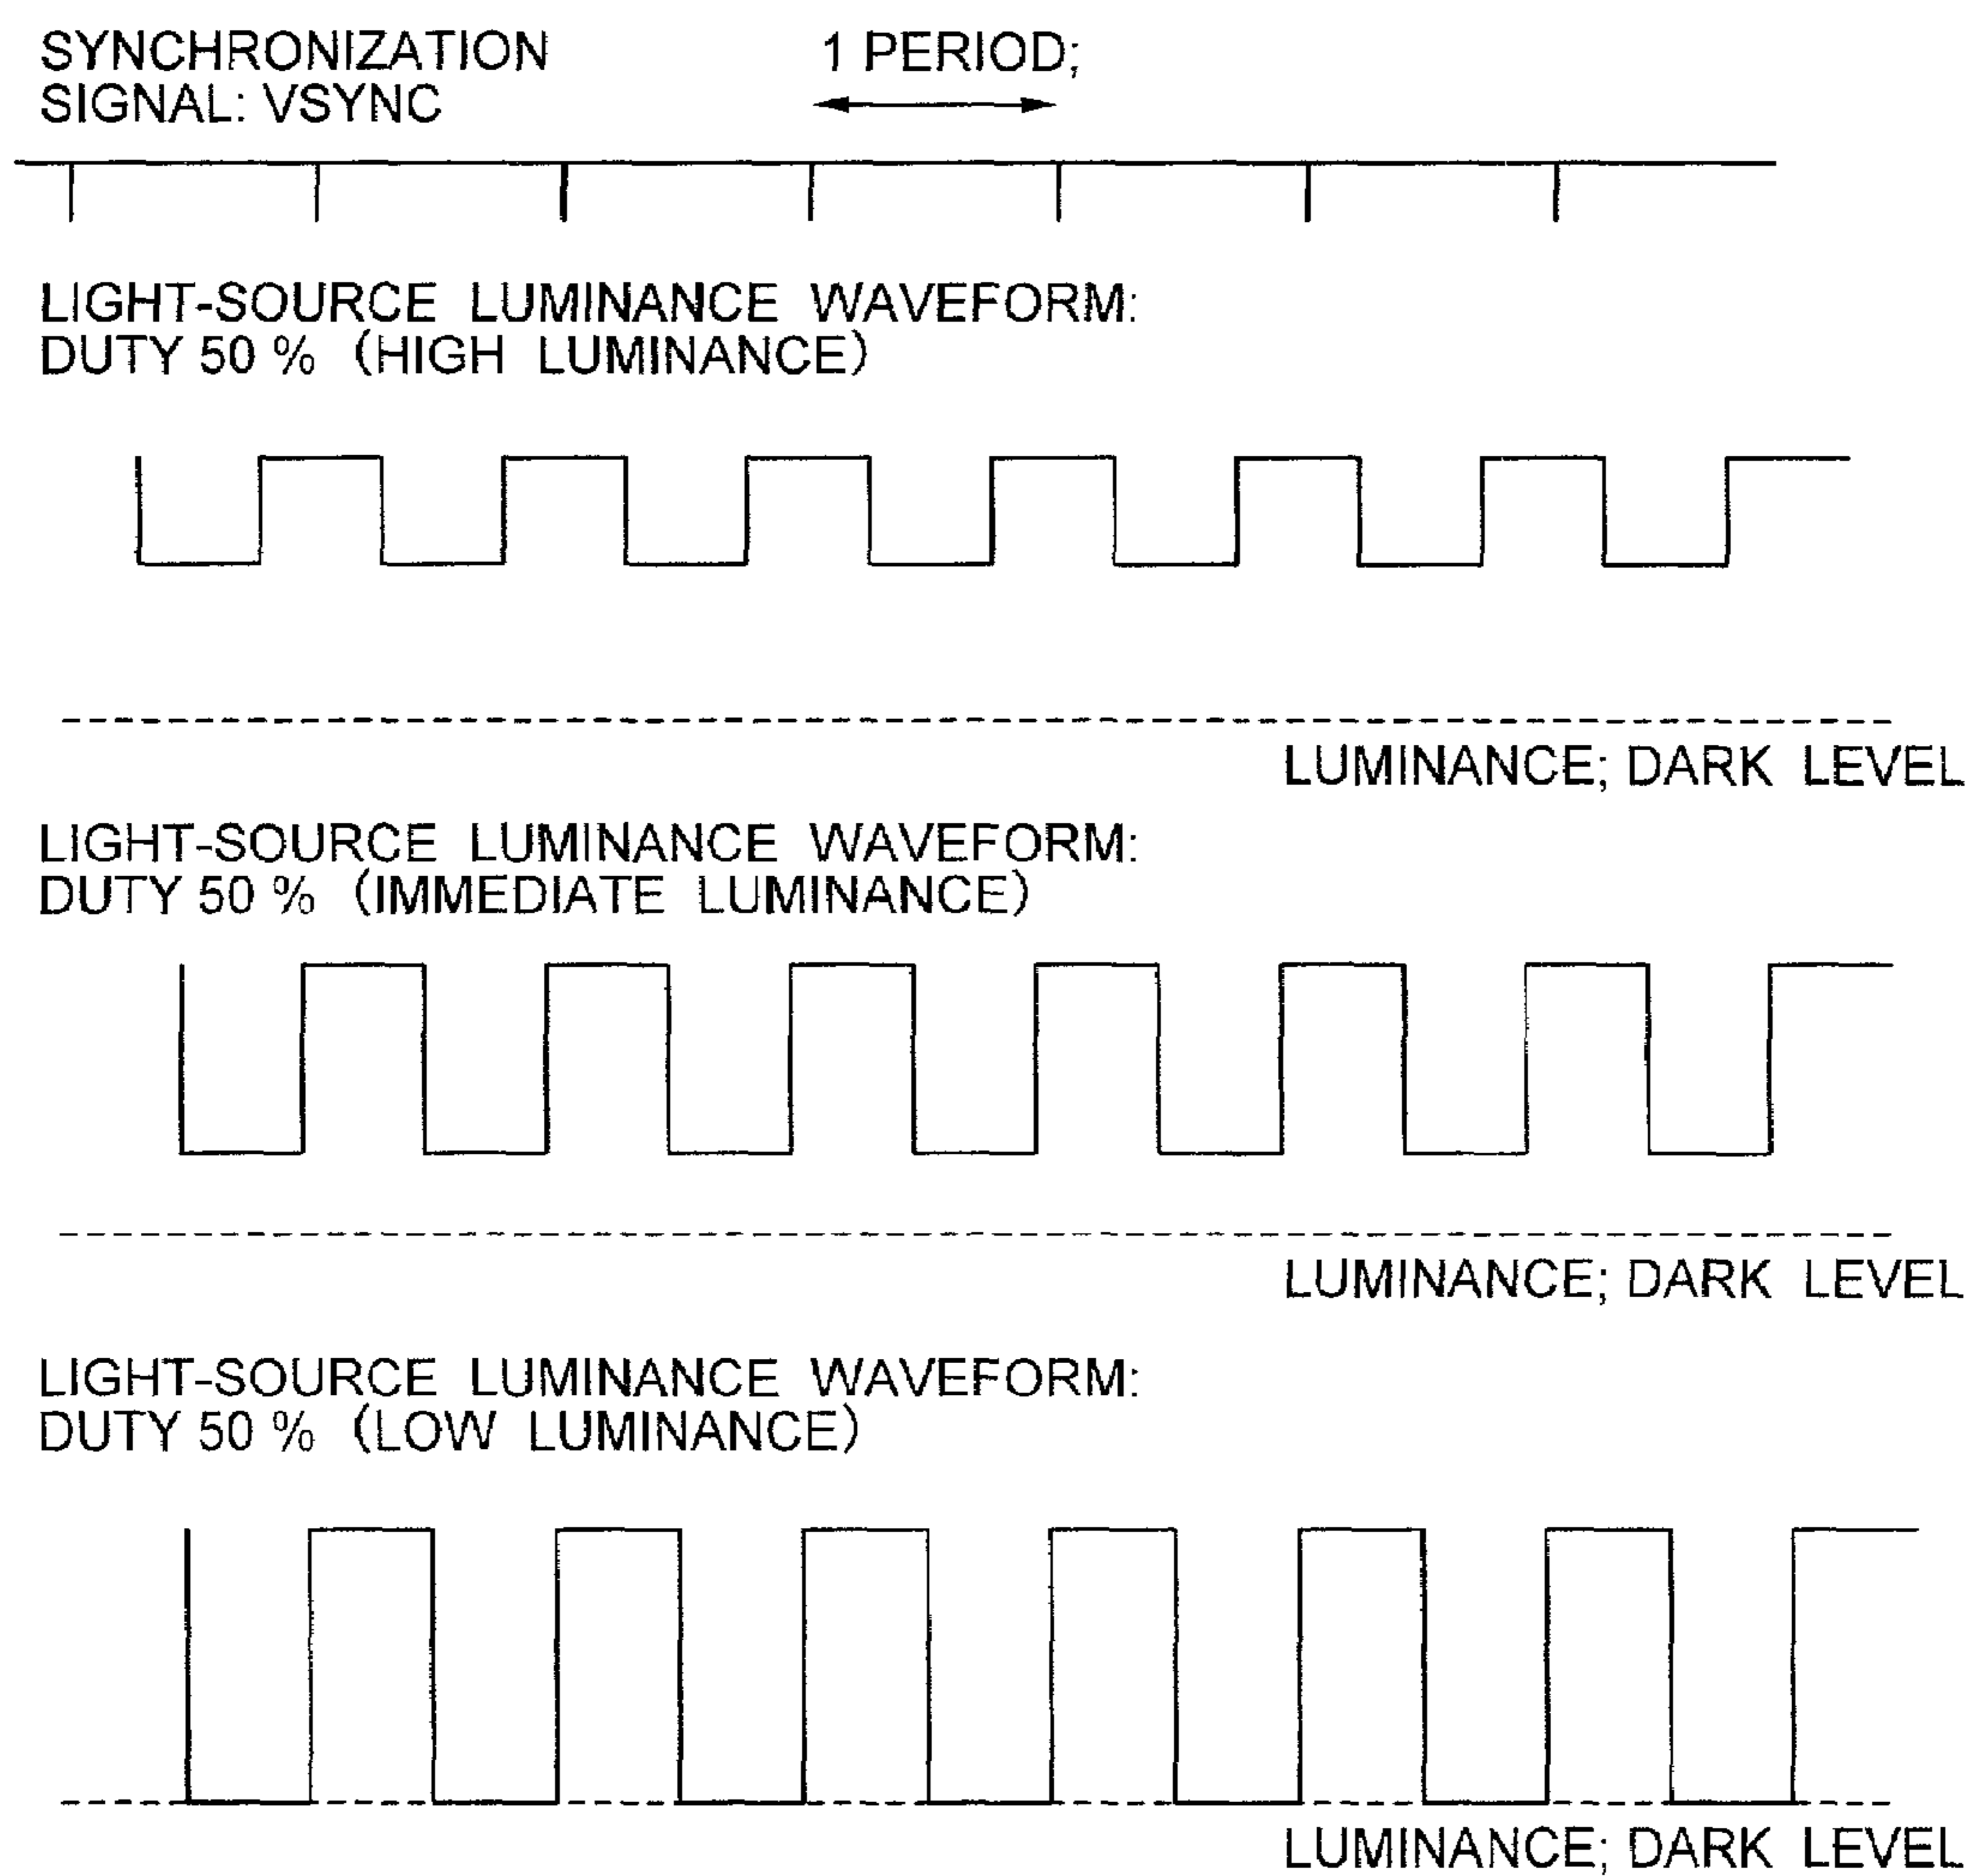 SYNCHRONIZATION
SIGNAL: VSYNC
1 PERIOD;
LIGHT-SOURCE LUMINANCE WAVEFORM:
DUTY 50 % (HIGH LUMINANCE)
LUMINANCE; DARK LEVEL
LIGHT-SOURCE LUMINANCE WAVEFORM:
DUTY 50 % (IMMEDIATE LUMINANCE)
LUMINANCE; DARK LEVEL
LIGHT-SOURCE LUMINANCE WAVEFORM:
DUTY 50 % (LOW LUMINANCE)
LUMINANCE; DARK LEVEL